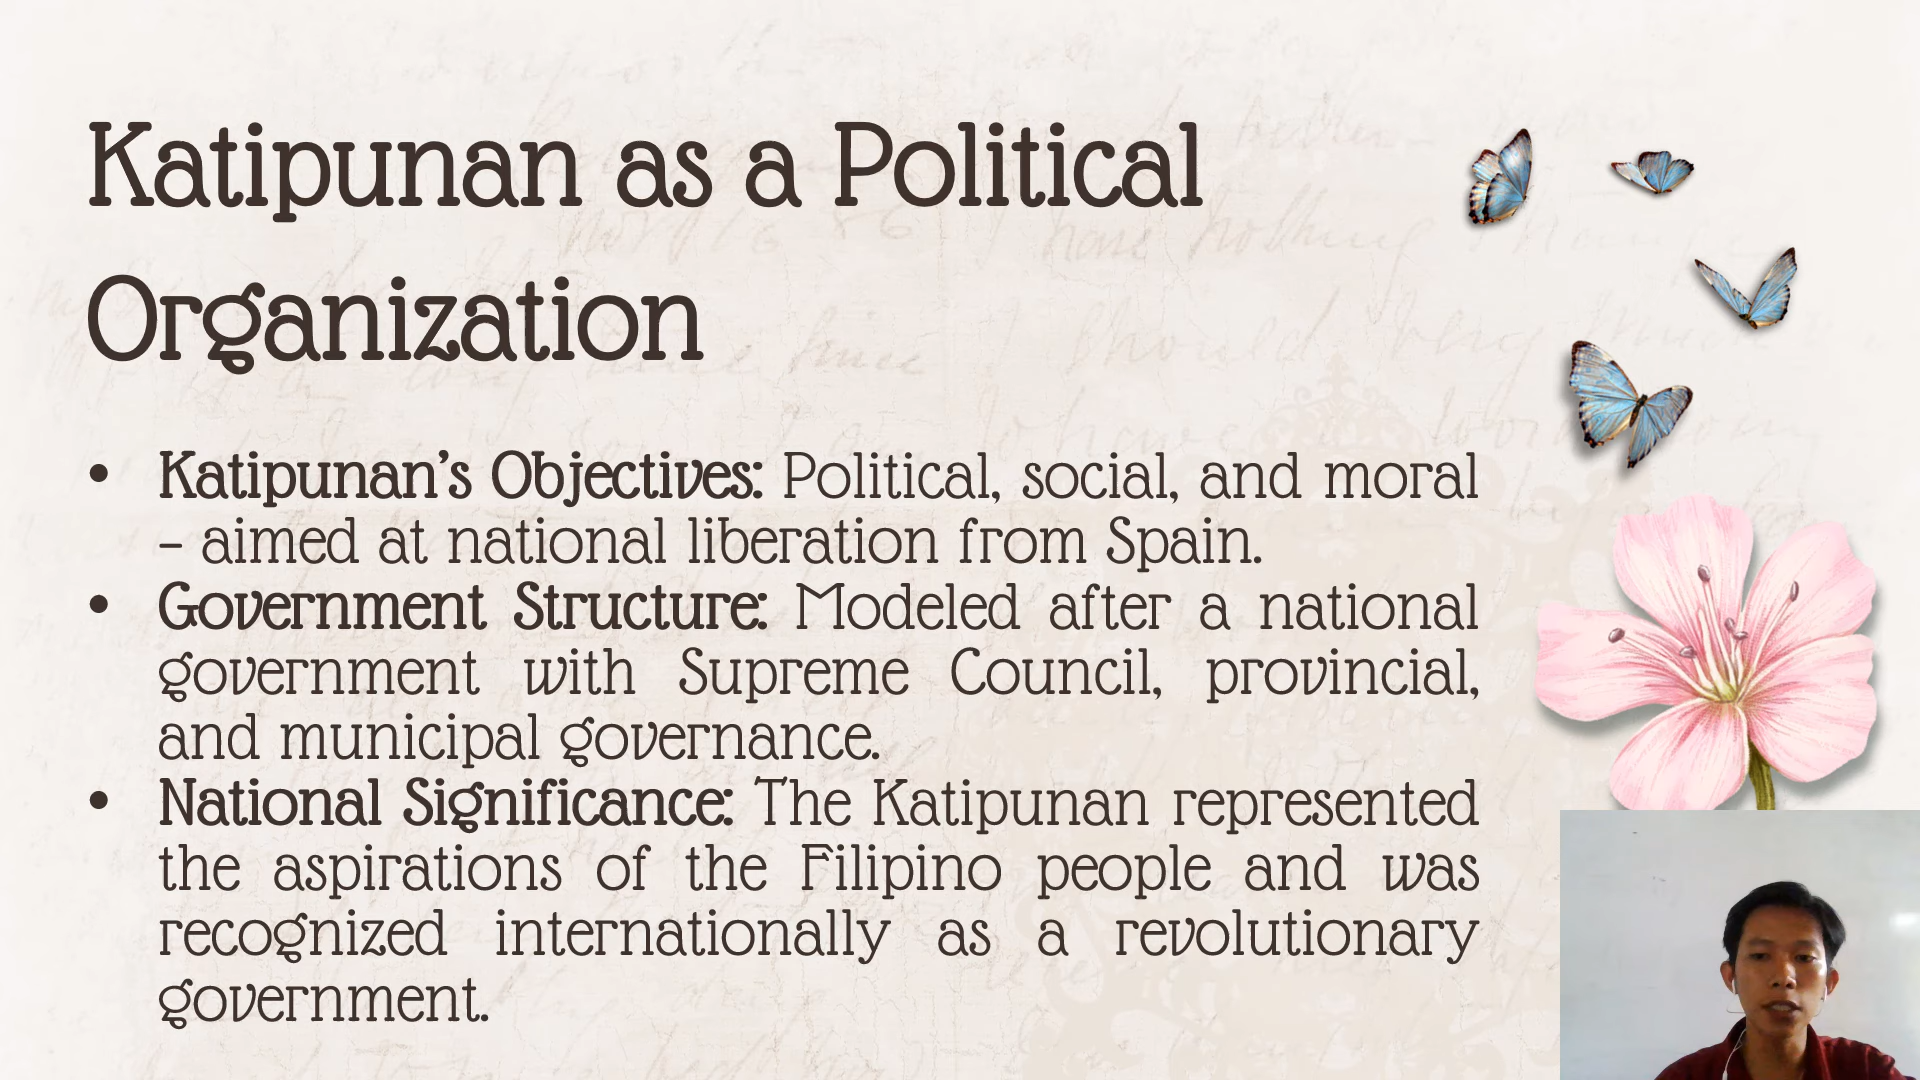 Katipunan as a Political
Organization
• Katipunan’s Objectives: Political, social, and moral
– aimed at national liberation from Spain.
• Government Structure: Modeled after a national
government with Supreme Council, provincial,
and municipal governance.
• National Significance: The Katipunan represented
the aspirations of the Filipino people and was
recognized internationally as a revolutionary
government.